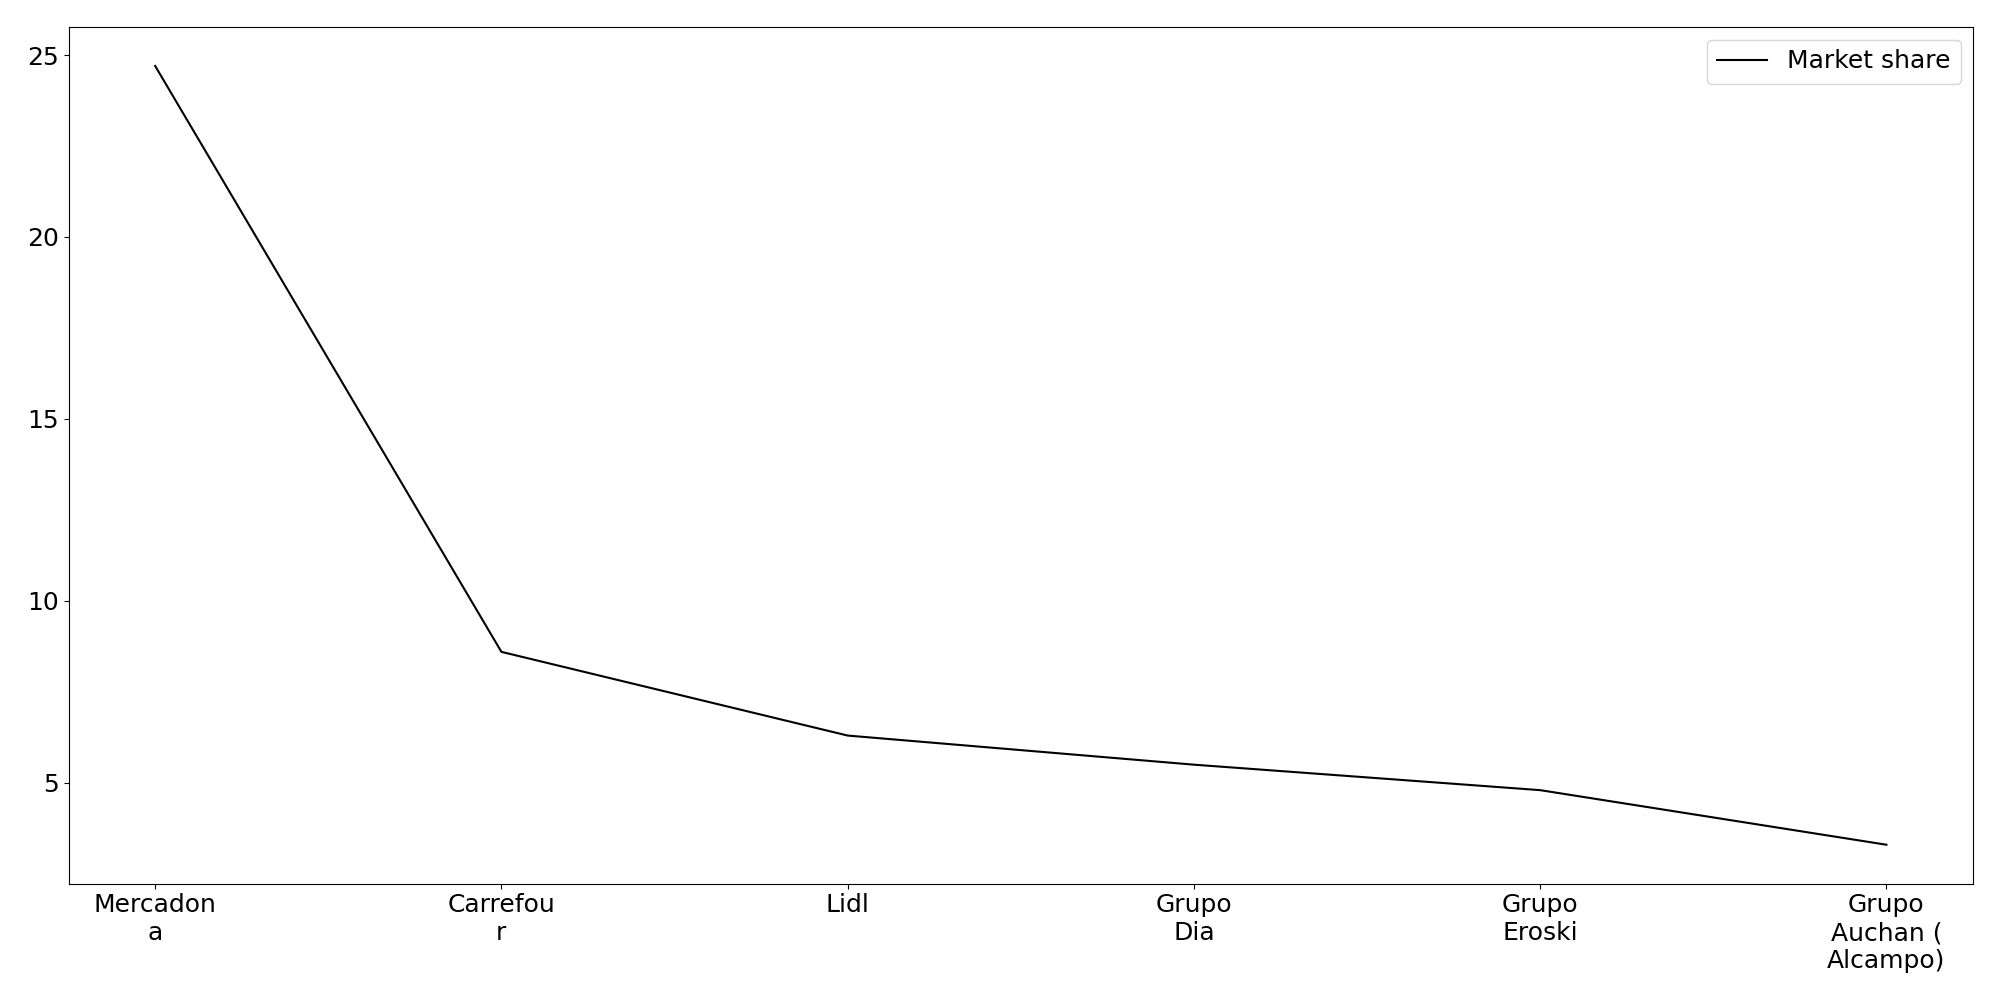 25
20
15
10
5
Market share
Mercadon
a
Carrefou
r
Lidl
Grupo
Dia
Grupo
Eroski
Grupo
Auchan (
Alcampo)